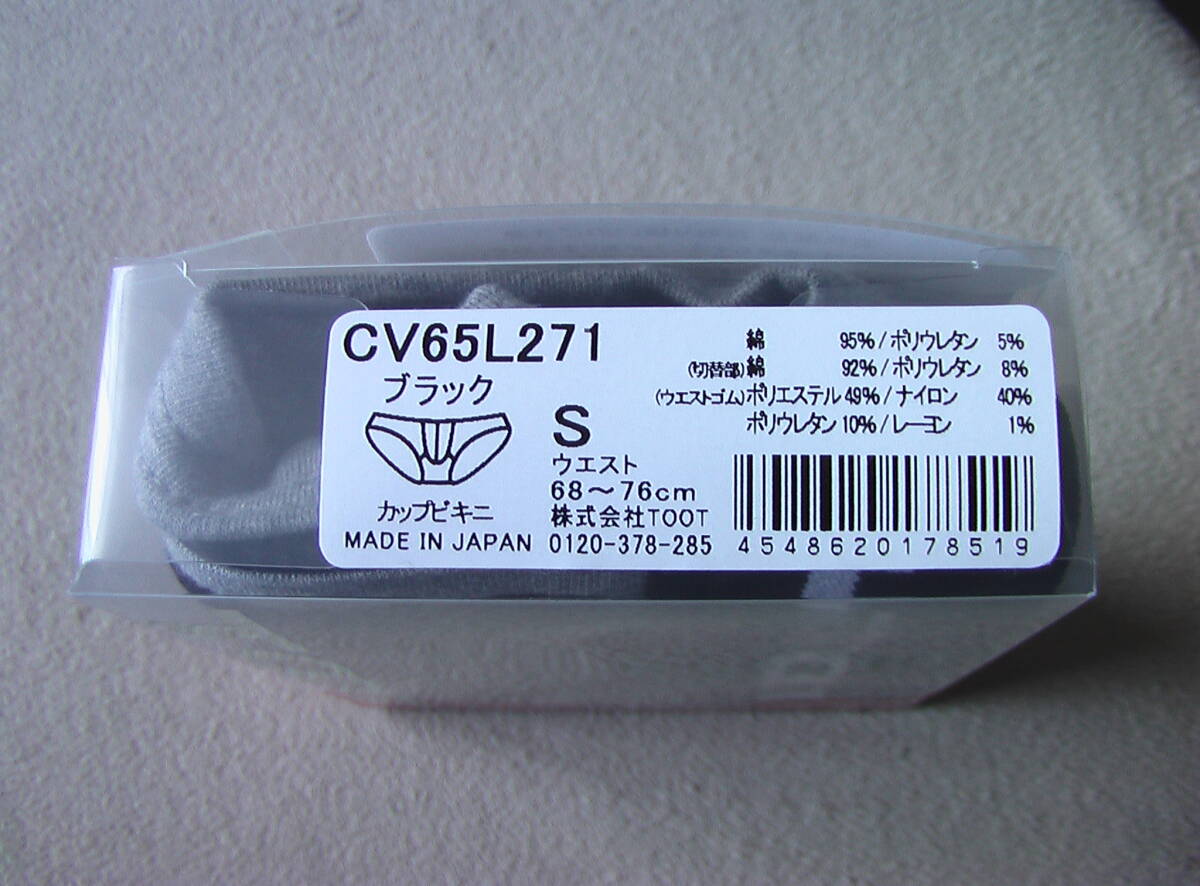 CV65L271
ブラック
カップビキニ
MADE IN JAPAN
S
ウエスト
68～76cm
株式会社TOOT
0120-378-285
綿 95%/ポリウレタン 5%
(切替部)綿 92%/ポリウレタン 8%
(ウエストゴム)ポリエステル 49%/ナイロン 40%
ポリウレタン 10%/レーヨン 1%
4548620178519